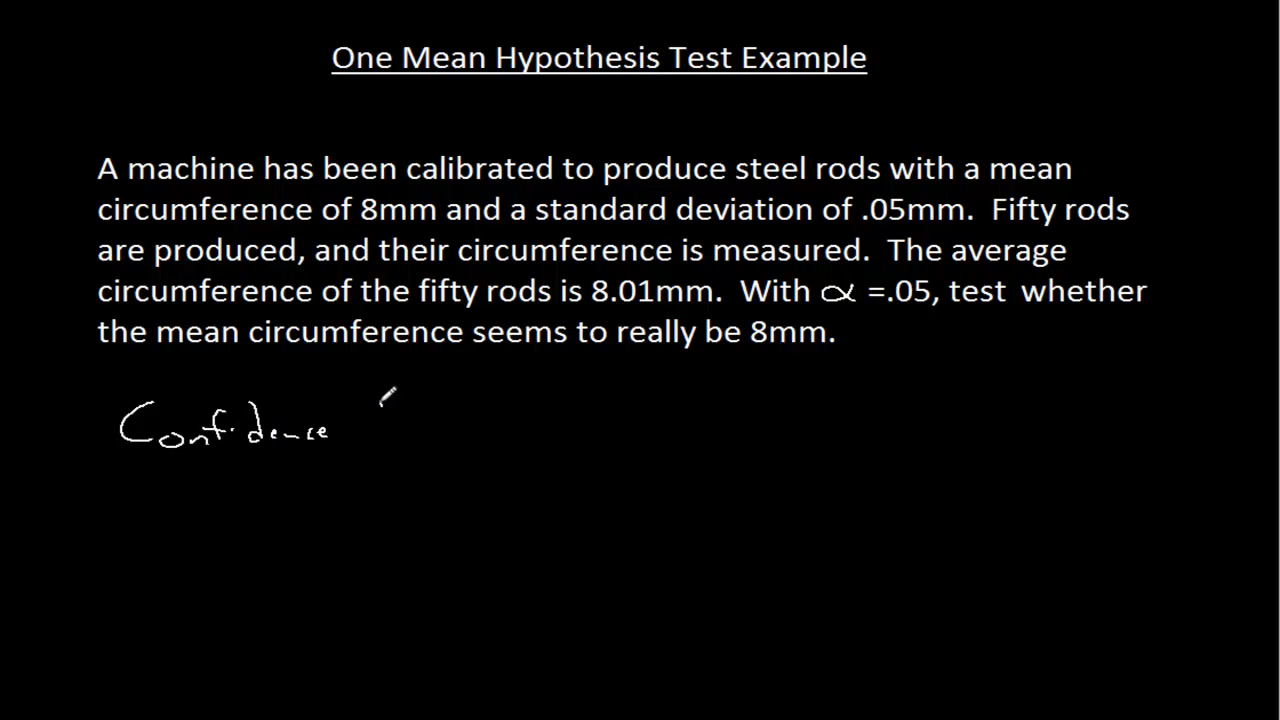 One Mean Hypothesis Test Example
A machine has been calibrated to produce steel rods with a mean
circumference of 8mm and a standard deviation of .05mm. Fifty rods
are produced, and their circumference is measured. The average
circumference of the fifty rods is 8.01mm. With α =.05, test whether
the mean circumference seems to really be 8mm.
Confidence